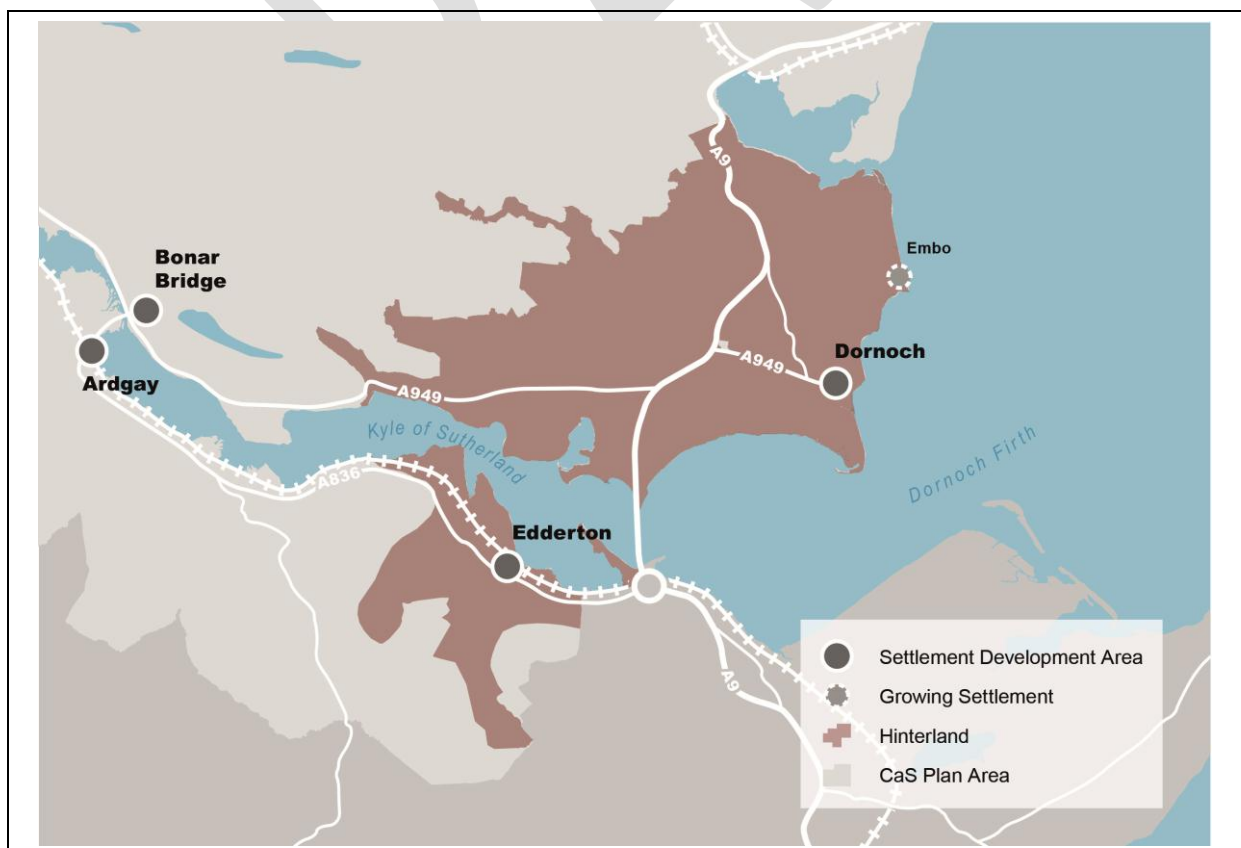 A9
Embo
Bonar
Bridge
Dornoch
A949
Ardgay
A949
Kyle of Sutherland
Dornoch Firth
A836
Edderton
A9
Settlement Development Area
Growing Settlement
Hinterland
CaS Plan Area